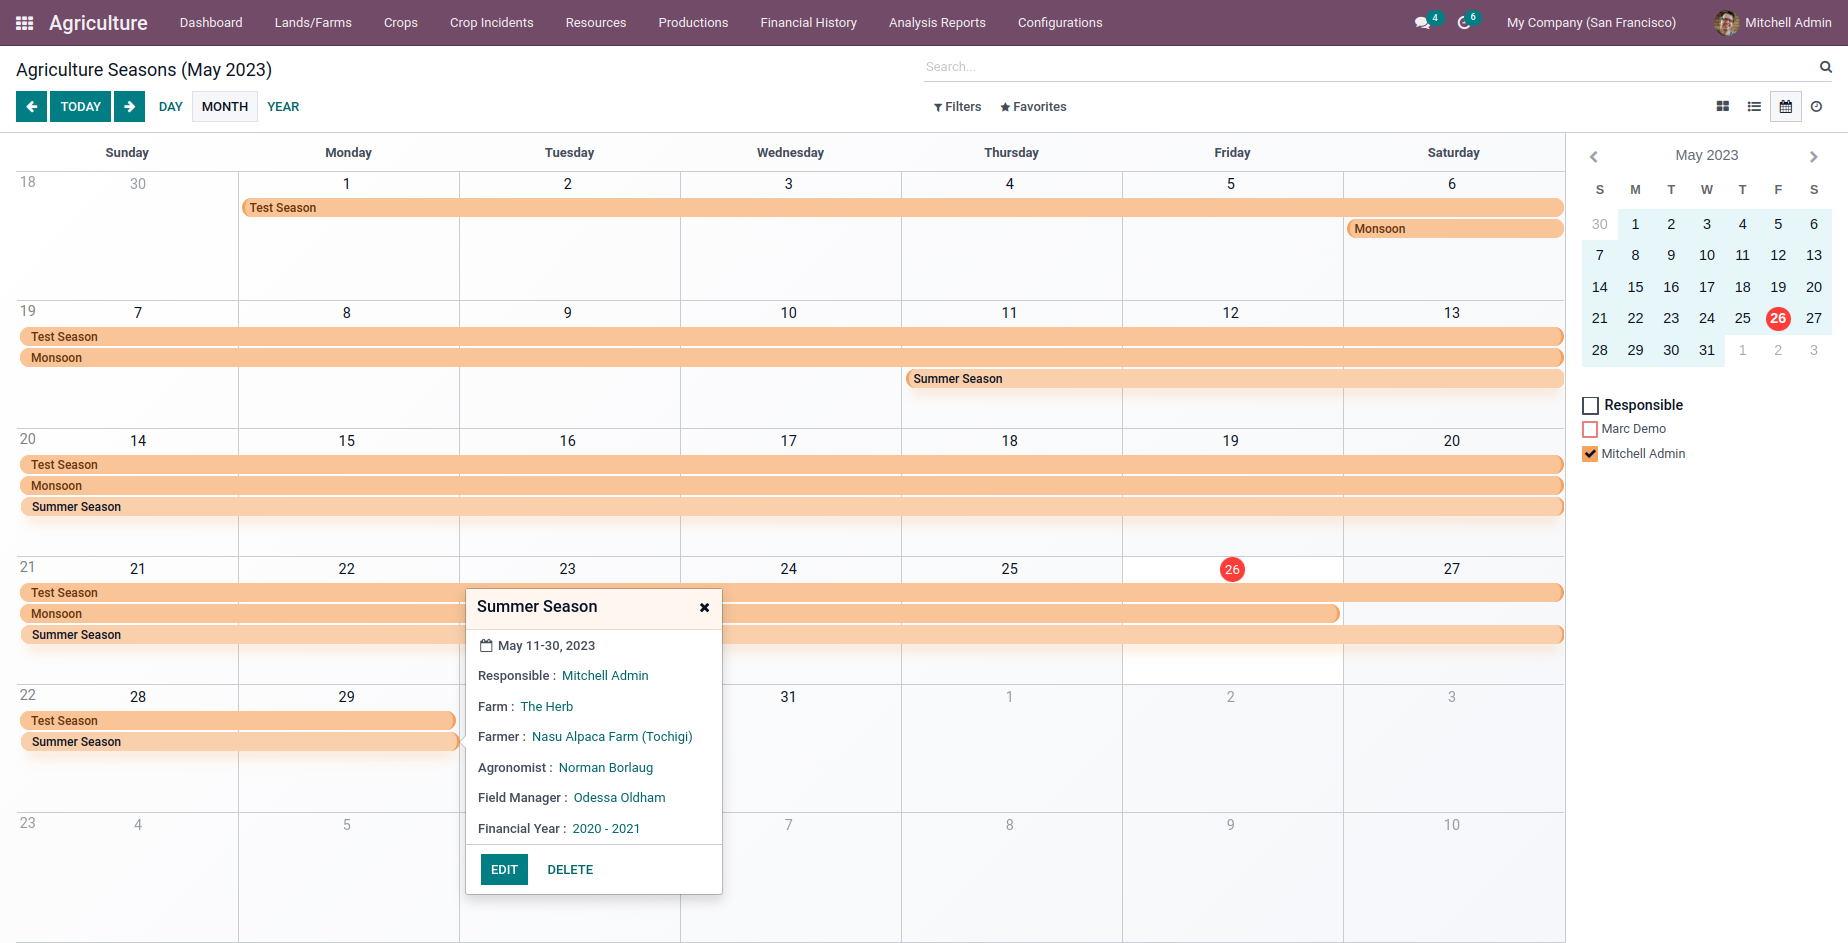 Agriculture Dashboard Lands/Farms Crops Crop Incidents Resources Productions Financial History Analysis Reports Configurations 4 6 My Company (San Francisco) Mitchell Admin
Agriculture Seasons (May 2023) Search...
TODAY DAY MONTH YEAR Filters Favorites
Sunday Monday Tuesday Wednesday Thursday Friday Saturday
18 30 1 2 3 4 5 6
Test Season
Monsoon
19 7 8 9 10 11 12 13
Test Season
Monsoon
Summer Season
20 14 15 16 17 18 19 20
Test Season
Monsoon
Summer Season
21 21 22 23 24 25 26 27
Test Season
Monsoon
Summer Season
22 28 29 31 1 2 3
Test Season
Summer Season
23 4 5 7 8 9 10
Summer Season
May 11-30, 2023
Responsible : Mitchell Admin
Farm : The Herb
Farmer : Nasu Alpaca Farm (Tochigi)
Agronomist : Norman Borlaug
Field Manager : Odessa Oldham
Financial Year : 2020 - 2021
EDIT DELETE
May 2023
S M T W T F S
30 1 2 3 4 5 6
7 8 9 10 11 12 13
14 15 16 17 18 19 20
21 22 23 24 25 26 27
28 29 30 31 1 2 3
Responsible
Marc Demo
Mitchell Admin